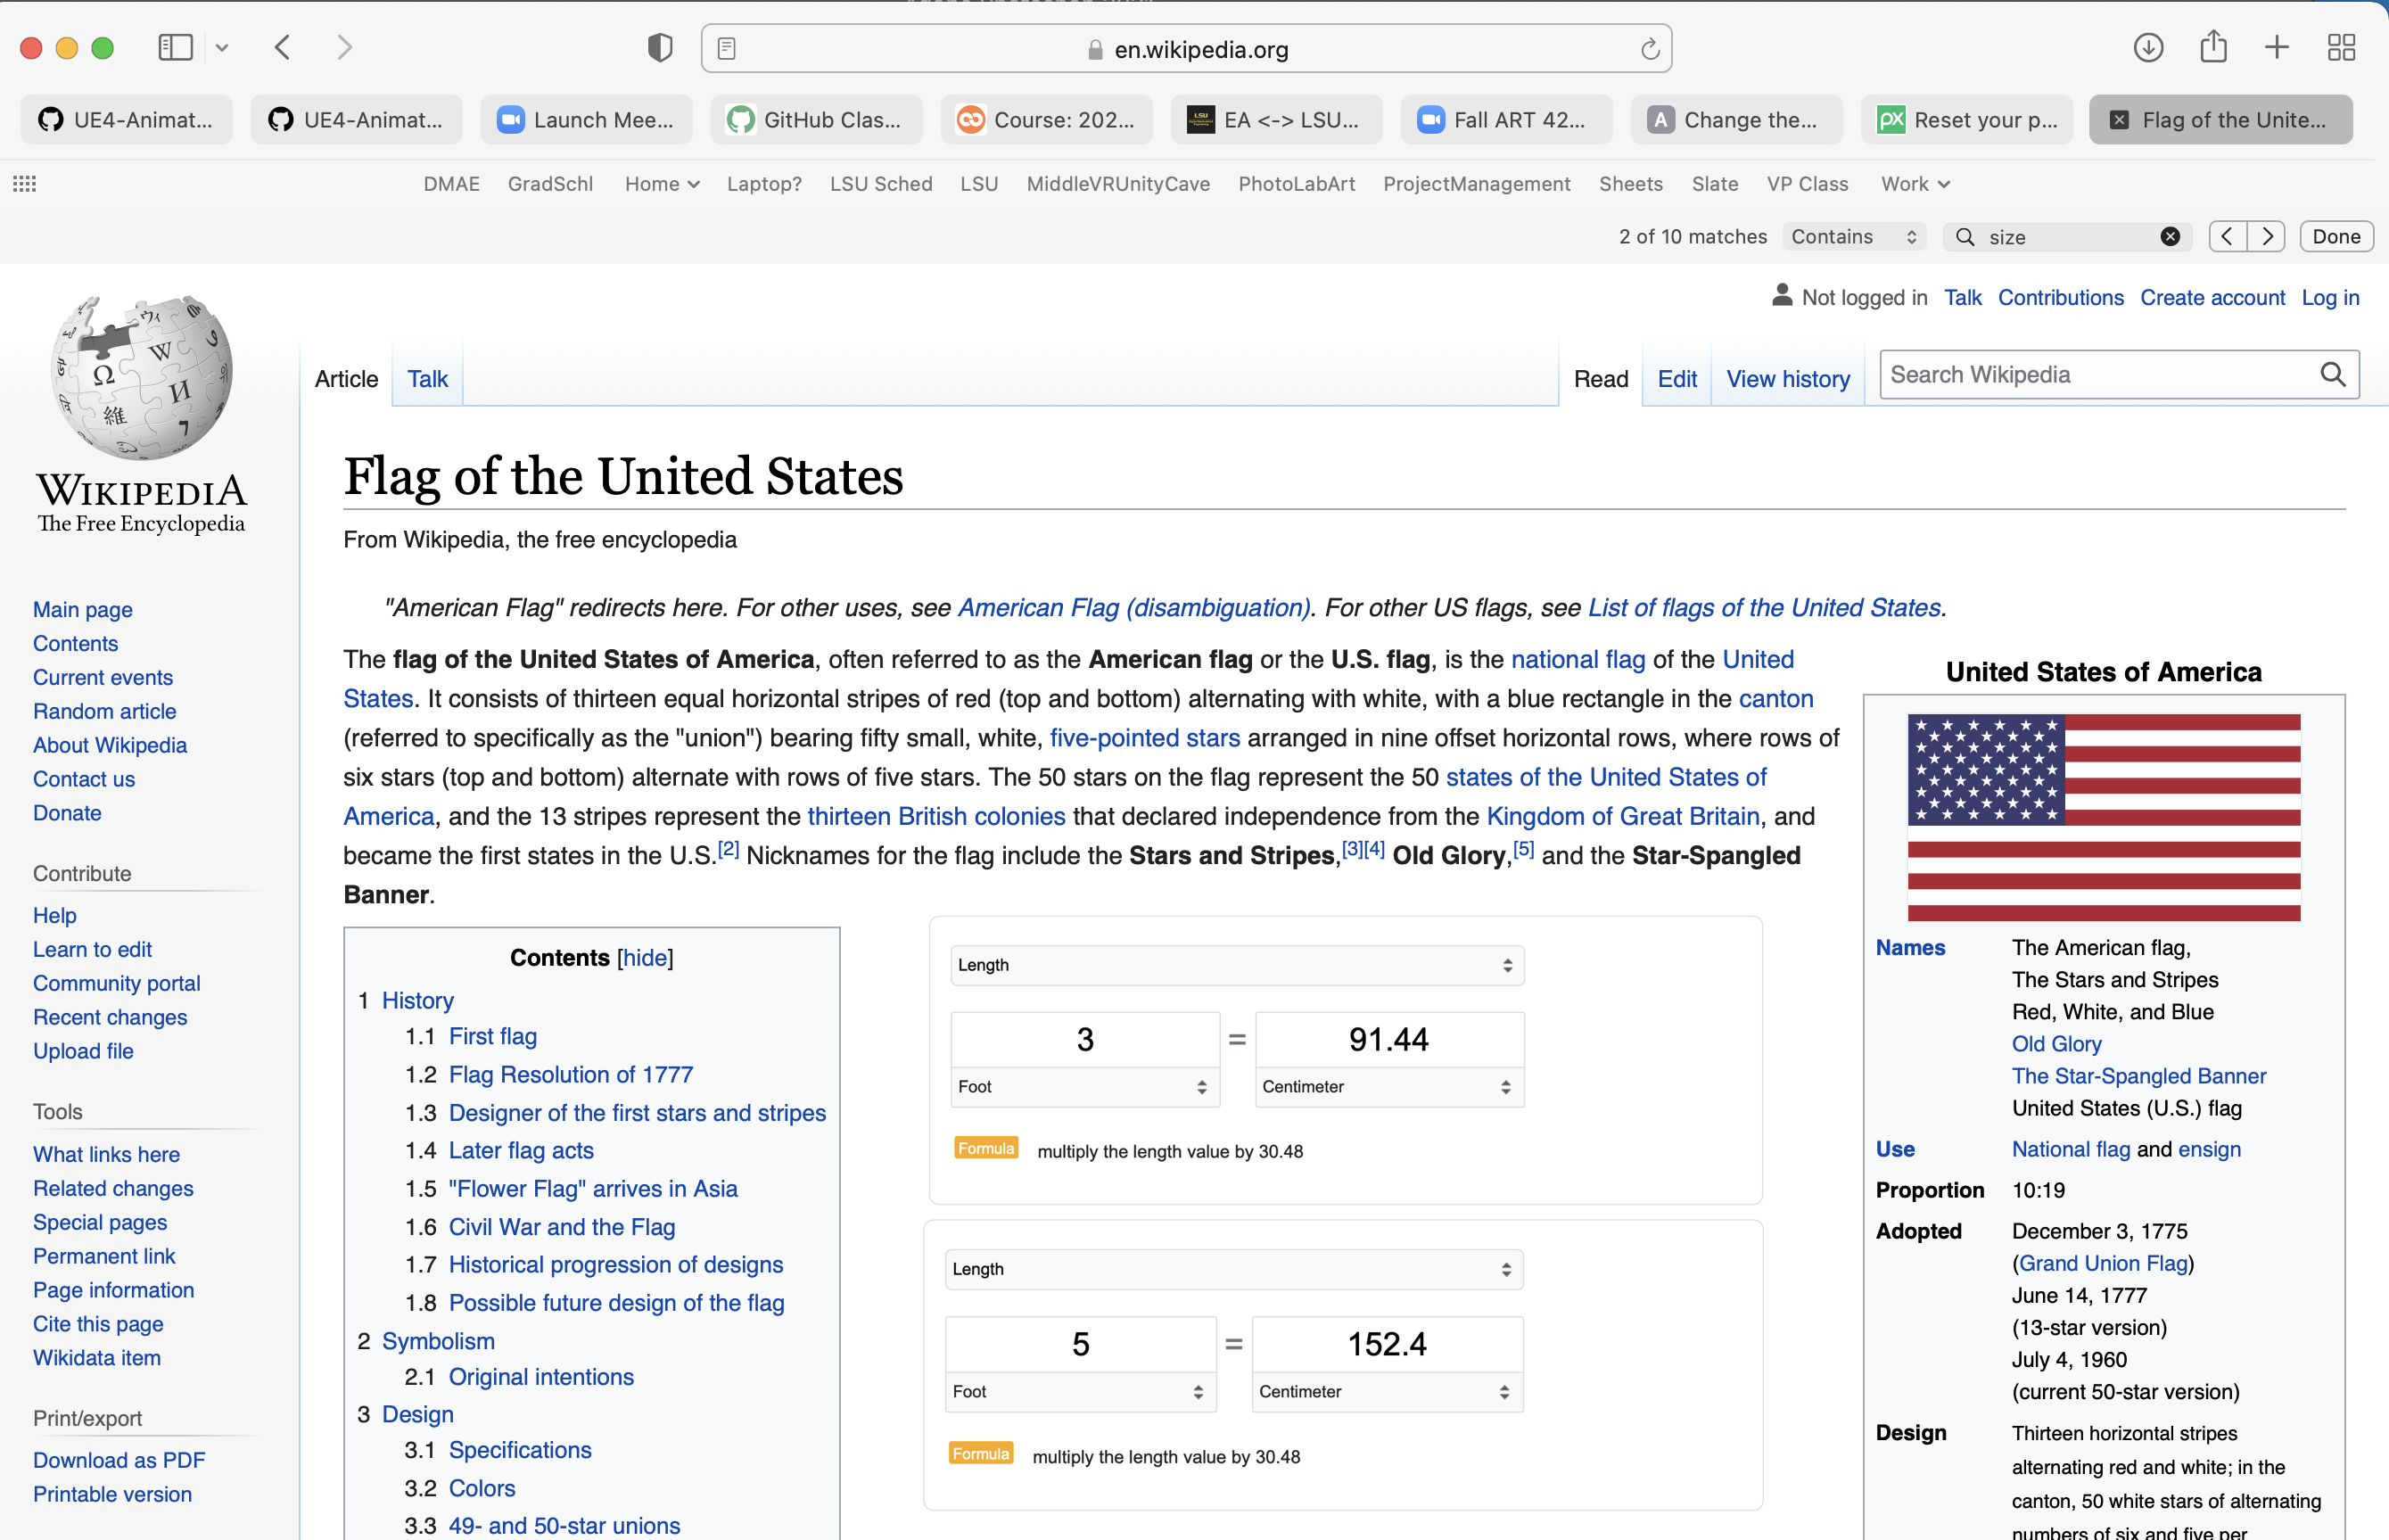 en.wikipedia.org
UE4-Animat...
UE4-Animat...
Launch Mee...
GitHub Clas...
Course: 202...
EA <-> LSU...
Fall ART 42...
Change the...
Reset your p...
Flag of the Unite...
DMAE GradSchl Home Laptop? LSU Sched LSU MiddleVRUnityCave PhotoLabArt ProjectManagement Sheets Slate VP Class Work
2 of 10 matches Contains size Done
Not logged in Talk Contributions Create account Log in
Article Talk Read Edit View history Search Wikipedia
WIKIPEDIA
The Free Encyclopedia
Main page
Contents
Current events
Random article
About Wikipedia
Contact us
Donate
Contribute
Help
Learn to edit
Community portal
Recent changes
Upload file
Tools
What links here
Related changes
Special pages
Permanent link
Page information
Cite this page
Wikidata item
Print/export
Download as PDF
Printable version
Flag of the United States
From Wikipedia, the free encyclopedia
"American Flag" redirects here. For other uses, see American Flag (disambiguation). For other US flags, see List of flags of the United States.
The flag of the United States of America, often referred to as the American flag or the U.S. flag, is the national flag of the United
States. It consists of thirteen equal horizontal stripes of red (top and bottom) alternating with white, with a blue rectangle in the canton
(referred to specifically as the "union") bearing fifty small, white, five-pointed stars arranged in nine offset horizontal rows, where rows of
six stars (top and bottom) alternate with rows of five stars. The 50 stars on the flag represent the 50 states of the United States of
America, and the 13 stripes represent the thirteen British colonies that declared independence from the Kingdom of Great Britain, and
became the first states in the U.S.[2] Nicknames for the flag include the Stars and Stripes,[3][4] Old Glory,[5] and the Star-Spangled
Banner.
Contents [hide]
1 History
1.1 First flag
1.2 Flag Resolution of 1777
1.3 Designer of the first stars and stripes
1.4 Later flag acts
1.5 "Flower Flag" arrives in Asia
1.6 Civil War and the Flag
1.7 Historical progression of designs
1.8 Possible future design of the flag
2 Symbolism
2.1 Original intentions
3 Design
3.1 Specifications
3.2 Colors
3.3 49- and 50-star unions
Length
3 = 91.44
Foot Centimeter
Formula multiply the length value by 30.48
Length
5 = 152.4
Foot Centimeter
Formula multiply the length value by 30.48
United States of America
Names The American flag,
The Stars and Stripes
Red, White, and Blue
Old Glory
The Star-Spangled Banner
United States (U.S.) flag
Use National flag and ensign
Proportion 10:19
Adopted December 3, 1775
(Grand Union Flag)
June 14, 1777
(13-star version)
July 4, 1960
(current 50-star version)
Design Thirteen horizontal stripes
alternating red and white; in the
canton, 50 white stars of alternating
numbers of six and five per